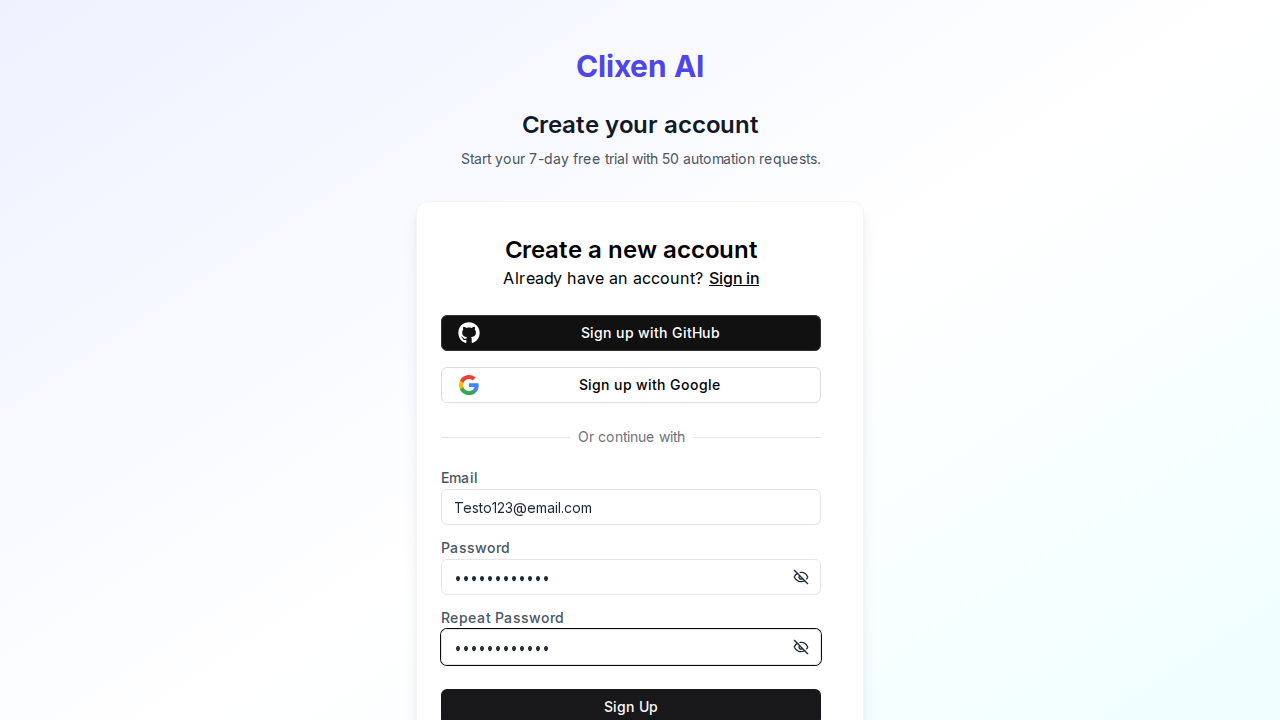 Clixen AI
Create your account
Start your 7-day free trial with 50 automation requests.
Create a new account
Already have an account? Sign in
Sign up with GitHub
Sign up with Google
Or continue with
Email
Testo123@email.com
Password
••••••••••••
Repeat Password
••••••••••••
Sign Up